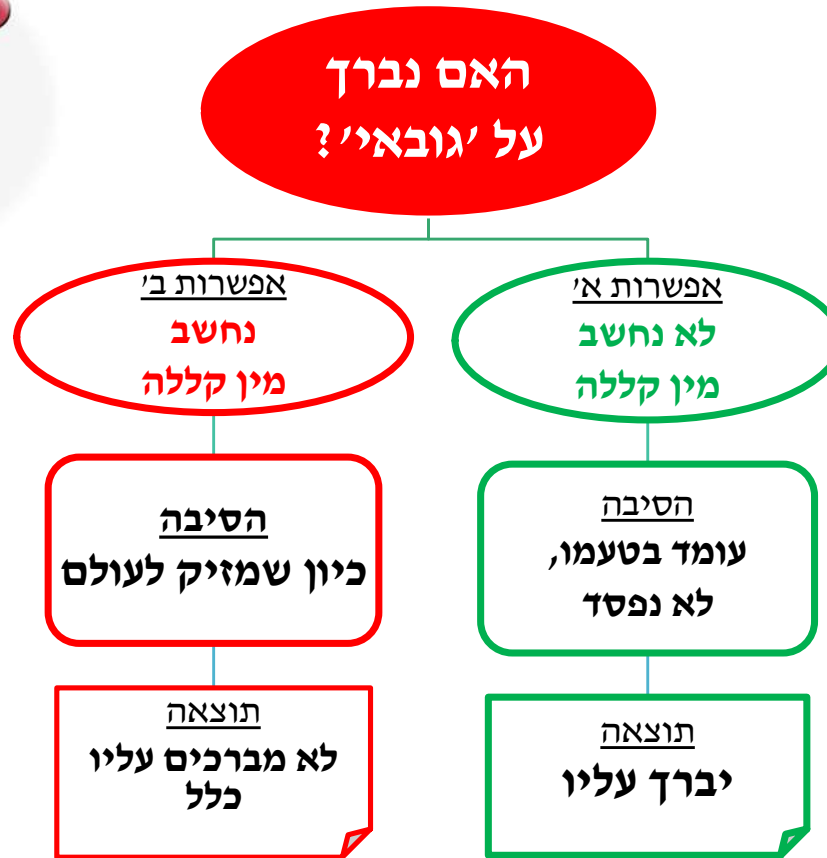 האם נברך
על 'גובאי'?
אפשרות א'
לא נחשב
מין קללה
הסיבה
עומד בטעמו,
לא נפסד
תוצאה
יברך עליו
אפשרות ב'
נחשב
מין קללה
הסיבה
כיון שמזיק לעולם
תוצאה
לא מברכים עליו
כלל